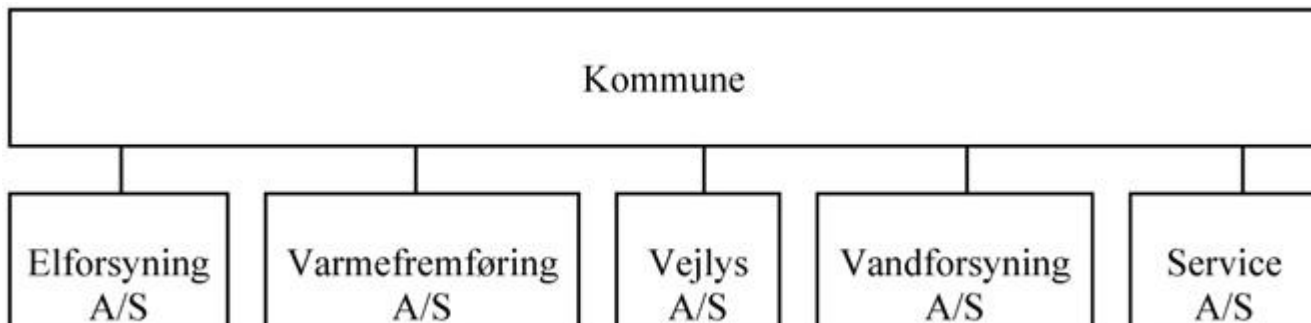 Kommune
Elforsyning
A/S
Varmefremføring
A/S
Vejlys
A/S
Vandforsyning
A/S
Service
A/S